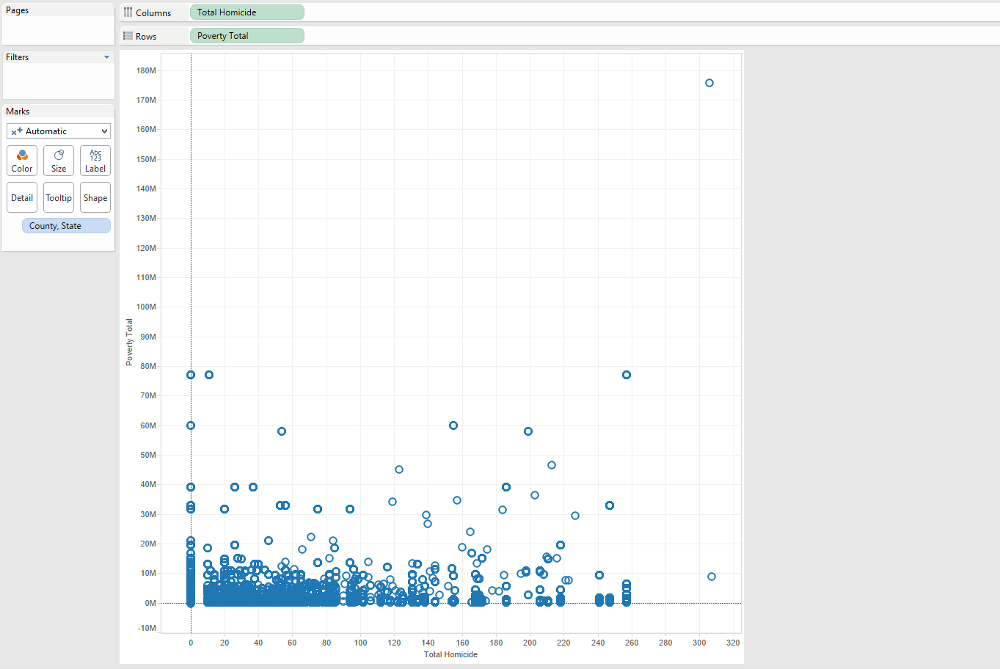 Pages
Columns
Total Homicide
Rows
Poverty Total
Filters
Marks
Automatic
Color
Size
Abc
123
Label
Detail
Tooltip
Shape
County, State
180M
170M
160M
150M
140M
130M
120M
110M
100M
90M
80M
70M
60M
50M
40M
30M
20M
10M
0M
-10M
Poverty Total
0 20 40 60 80 100 120 140 160 180 200 220 240 260 280 300 320
Total Homicide